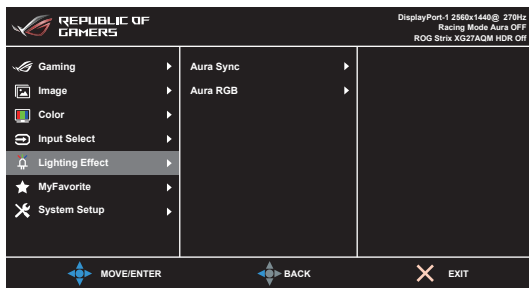 REPUBLIC OF
GAMERS
DisplayPort-1 2560x1440@ 270Hz
Racing Mode Aura OFF
ROG Strix XG27AQM HDR Off
Gaming
Image
Color
Input Select
Lighting Effect
MyFavorite
System Setup
Aura Sync
Aura RGB
MOVE/ENTER
BACK
EXIT